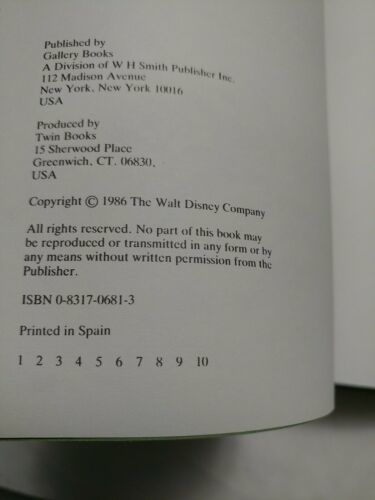 Published by
Gallery Books
A Division of W H Smith Publisher Inc.
112 Madison Avenue
New York, New York 10016
USA
Produced by
Twin Books
15 Sherwood Place
Greenwich, CT. 06830.
USA
Copyright © 1986 The Walt Disney Company
All rights reserved. No part of this book may
be reproduced or transmitted in any form or by
any means without written permission from the
Publisher.
ISBN 0-8317-0681-3
Printed in Spain
1 2 3 4 5 6 7 8 9 10